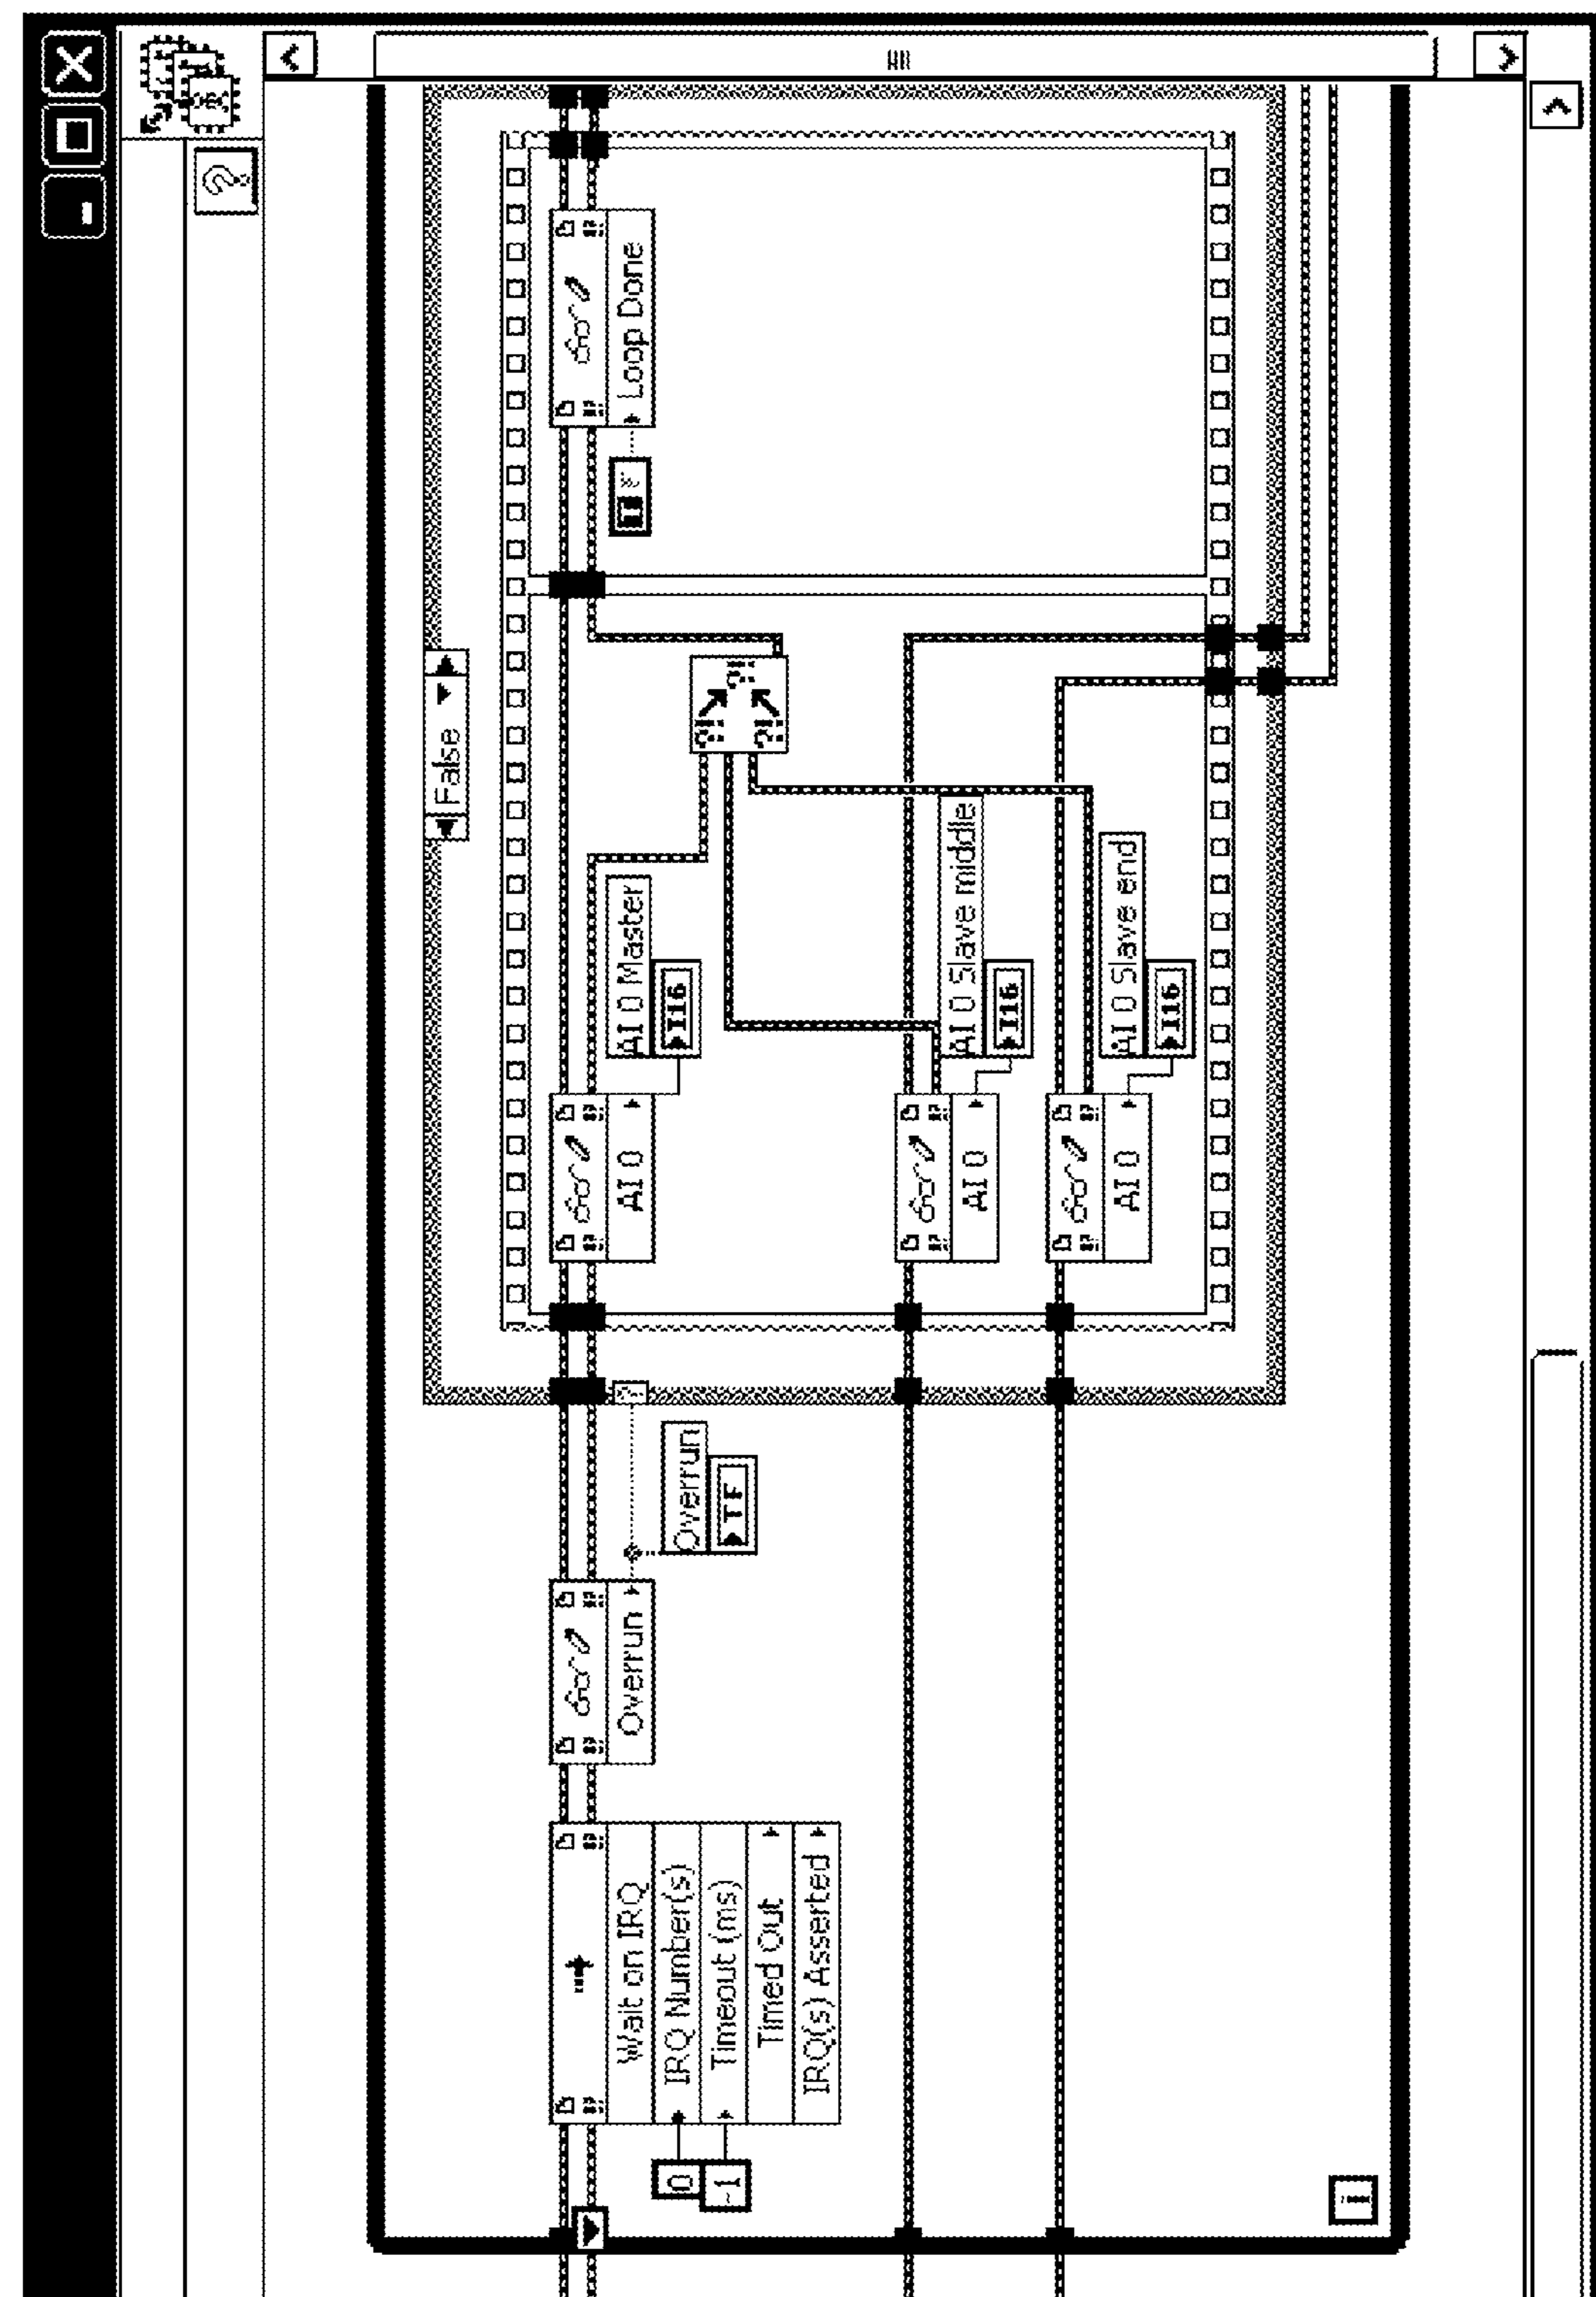 ?
False
Wait on IRQ
IRQ Number(s)
Timeout (ms)
Timed Out
IRQ(s) Asserted
0
-1
Overrun
Overrun
TF
AI 0
AI 0 Master
I16
AI 0
AI 0 Slave middle
I16
AI 0
AI 0 Slave end
I16
Loop Done
i